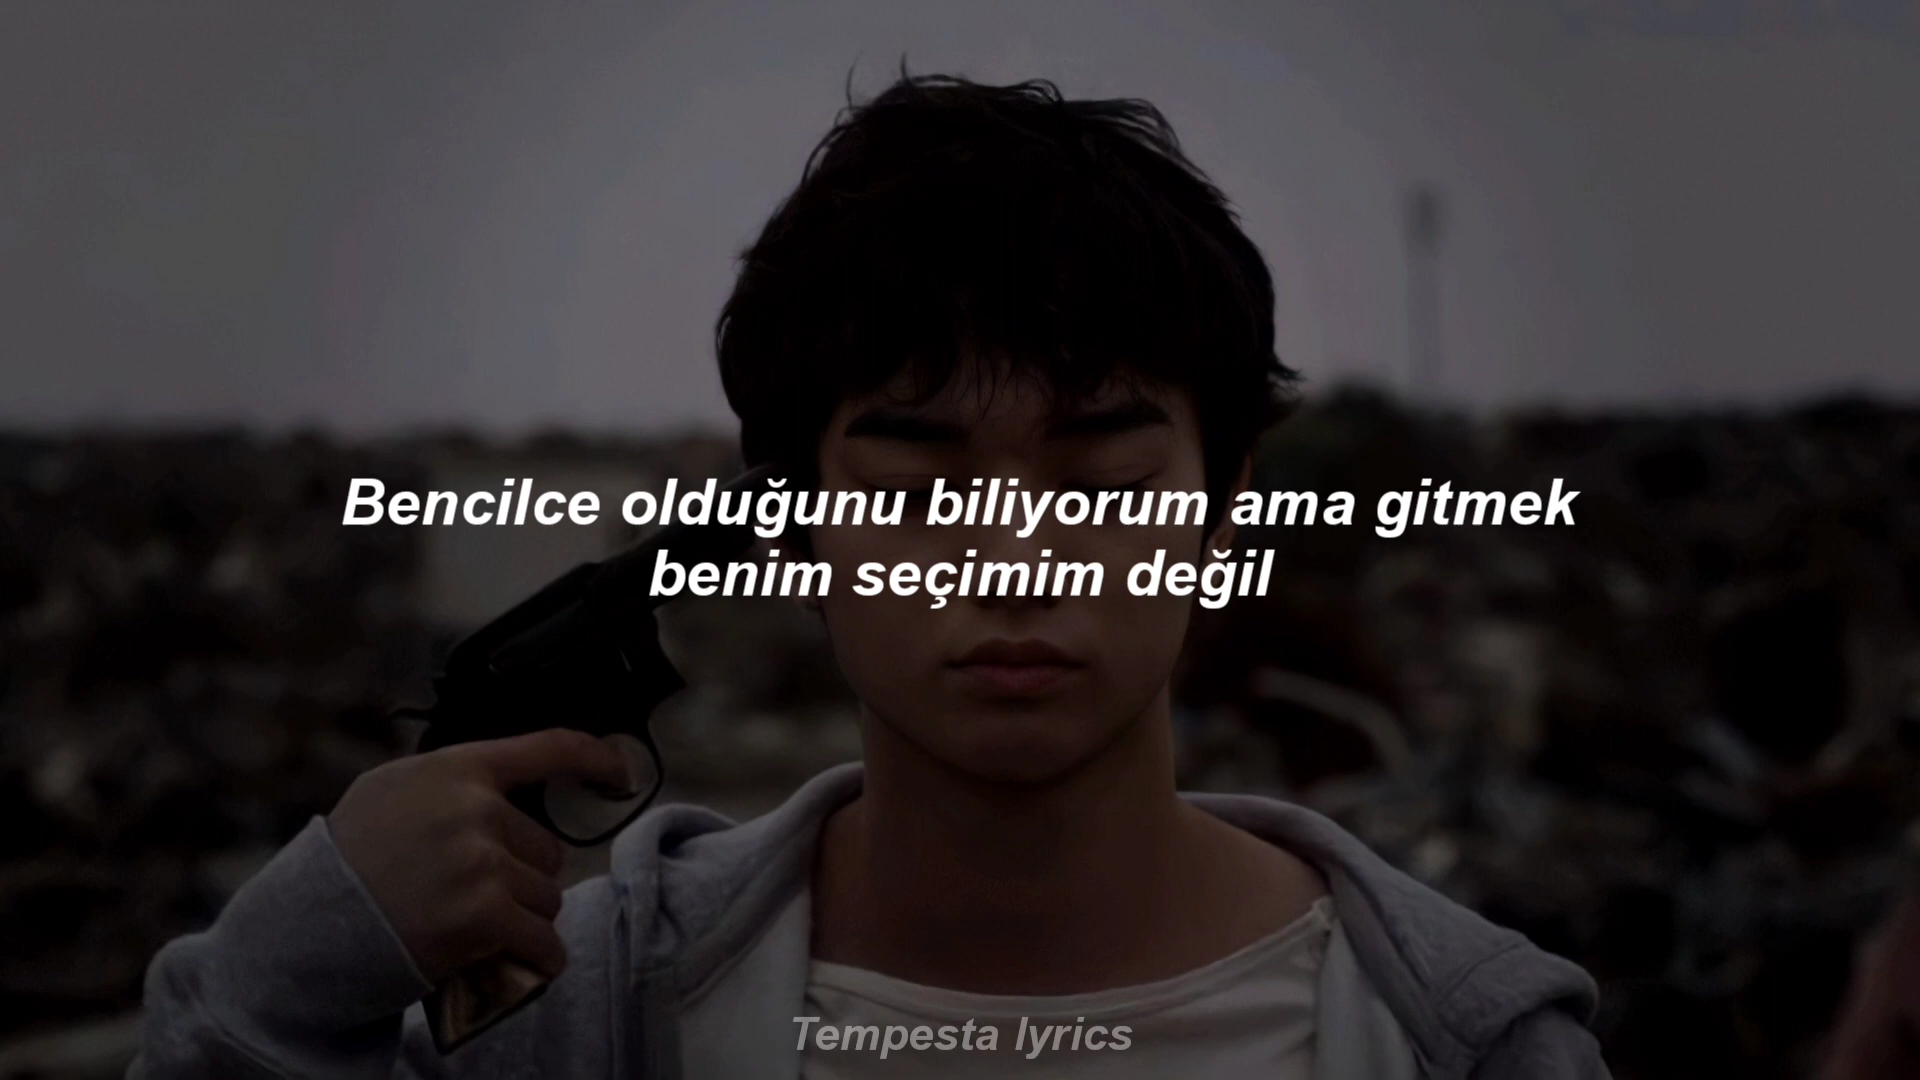 Bencilce olduğunu biliyorum ama gitmek
benim seçimim değil
Tempesta lyrics